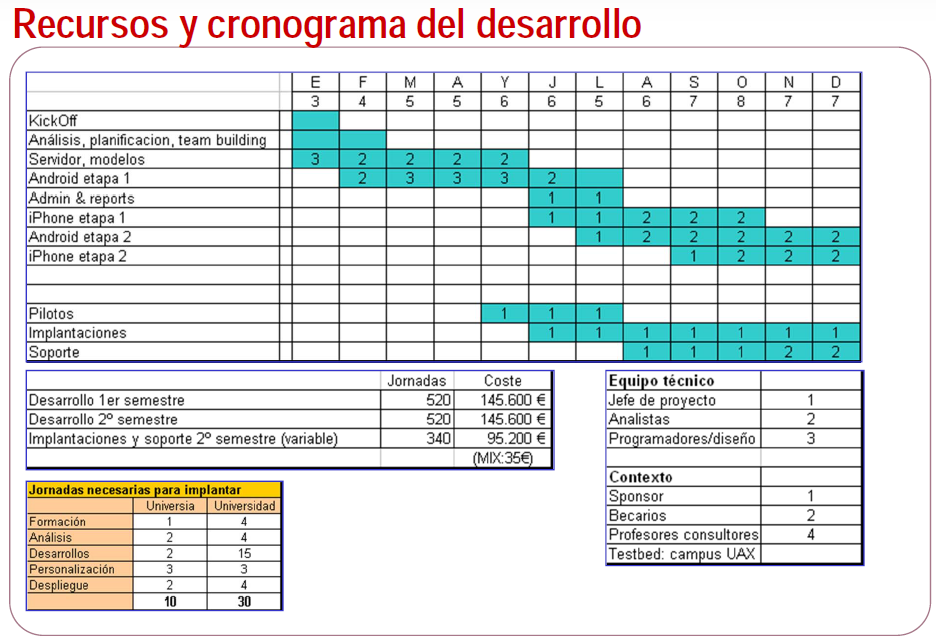 Recursos y cronograma del desarrollo
E F M A Y J L A S O N D
3 4 5 5 6 6 5 6 7 8 7 7
KickOff
Análisis, planificacion, team building
Servidor, modelos 3 2 2 2 2
Android etapa 1 2 3 3 3 2
Admin & reports 1 1
iPhone etapa 1 1 1 2 2 2
Android etapa 2 1 2 2 2 2 2
iPhone etapa 2 1 2 2 2
Pilotos 1 1 1
Implantaciones 1 1 1 1 1 1 1
Soporte 1 1 1 2 2
Jornadas Coste
Desarrollo 1er semestre 520 145.600 €
Desarrollo 2º semestre 520 145.600 €
Implantaciones y soporte 2º semestre (variable) 340 95.200 €
(MIX:35€)
Equipo técnico
Jefe de proyecto 1
Analistas 2
Programadores/diseño 3
Contexto
Sponsor 1
Becarios 2
Profesores consultores 4
Testbed: campus UAX
Jornadas necesarias para implantar
Universia Universidad
Formación 1 4
Análisis 2 4
Desarrollos 2 15
Personalización 3 3
Despliegue 2 4
10 30